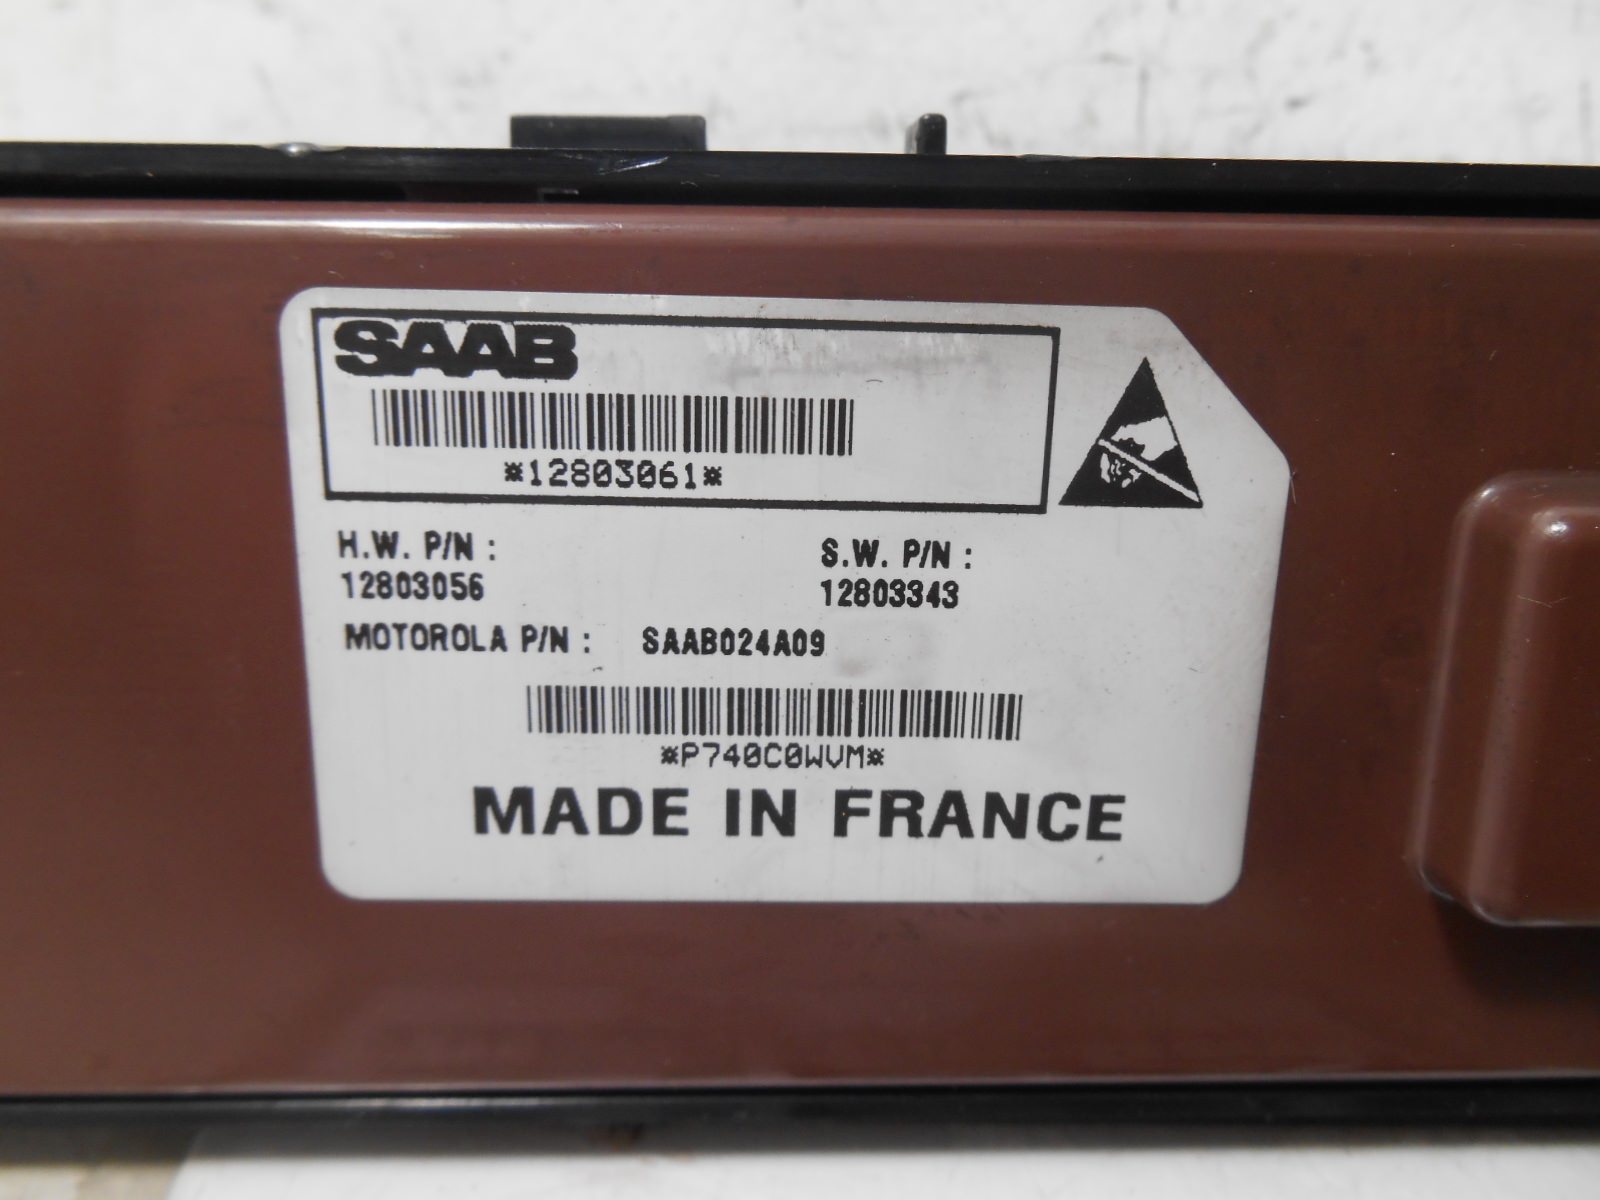 SAAB
*12803061*
H.W. P/N :
12803056
S.W. P/N :
12803343
MOTOROLA P/N : SAAB024A09
*P740C0WVM*
MADE IN FRANCE